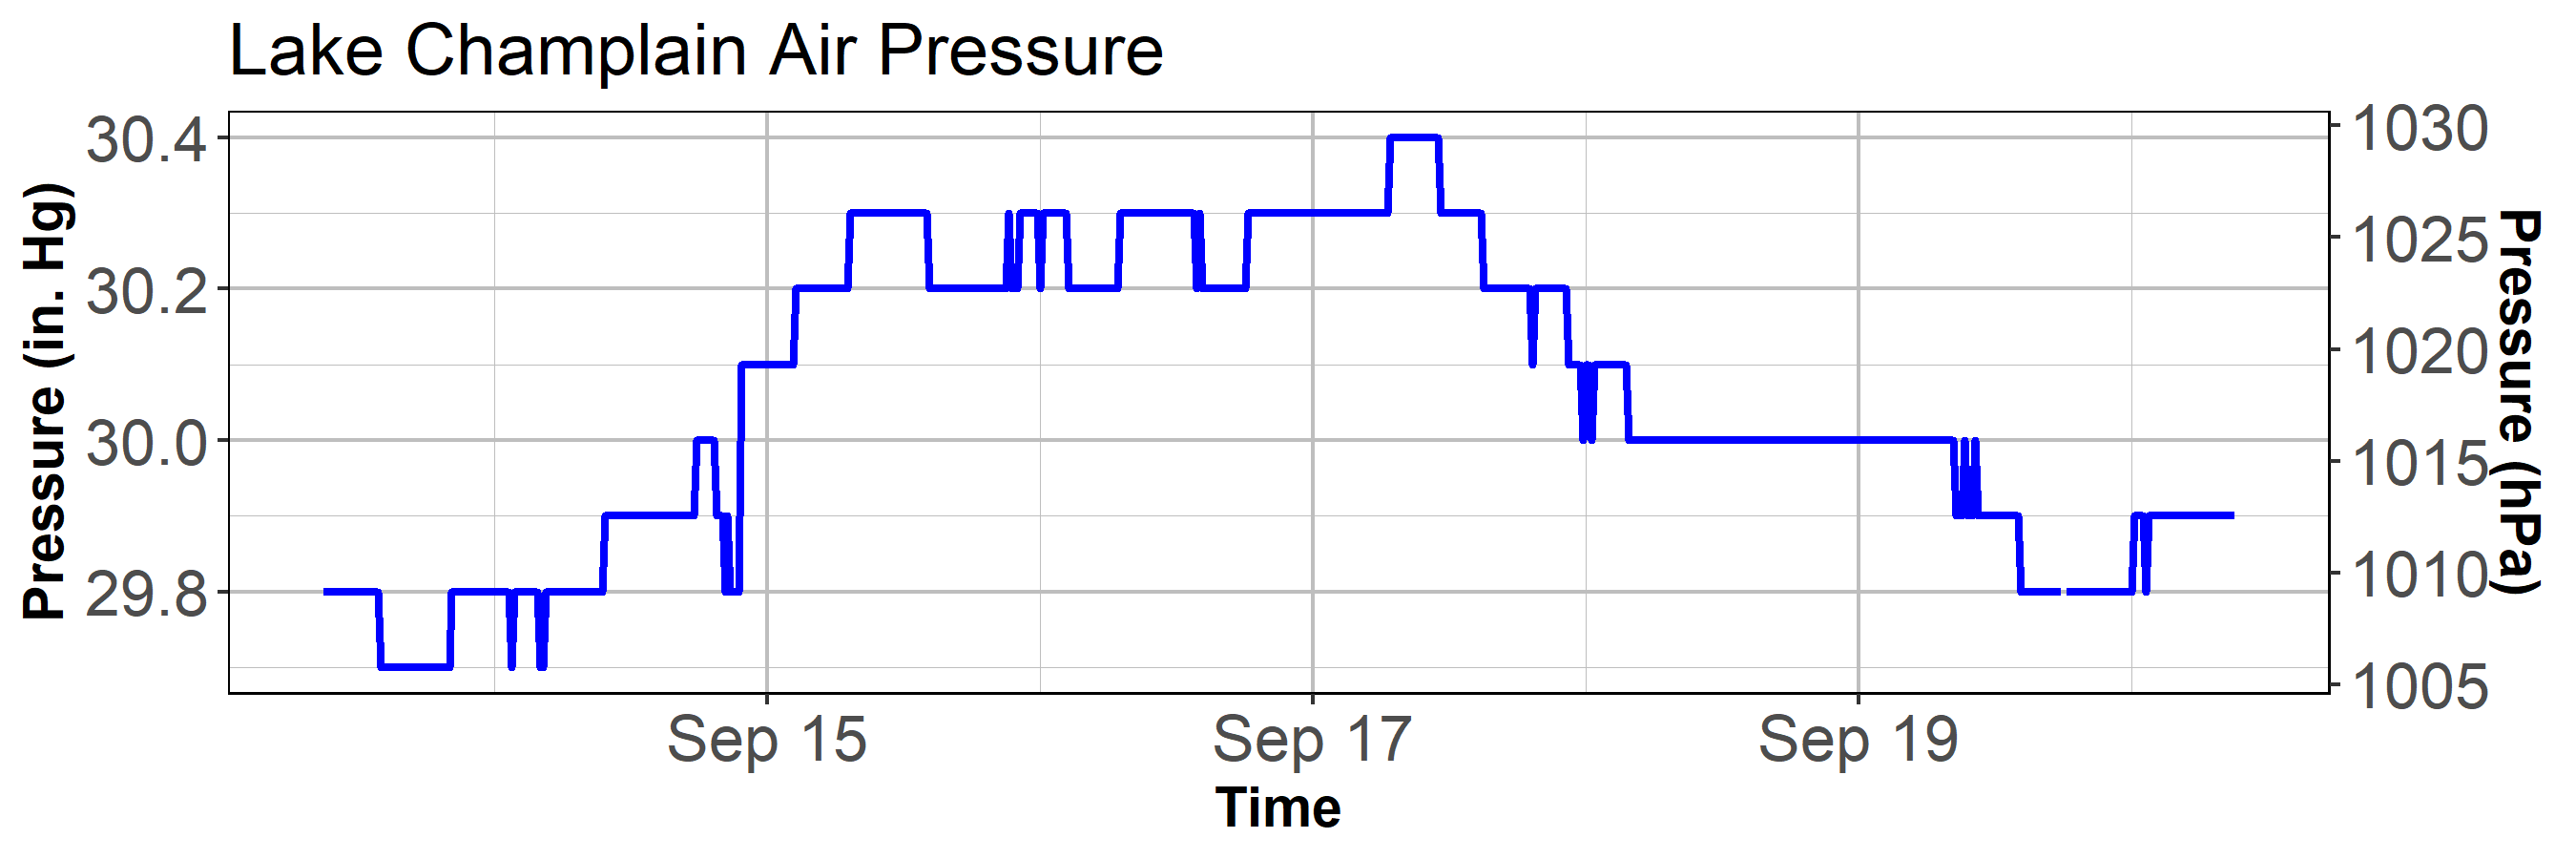 Lake Champlain Air Pressure
Pressure (in. Hg)
30.4
30.2
30.0
29.8
1030
1025
1020
1015
1010
1005
Pressure (hPa)
Sep 15
Sep 17
Sep 19
Time